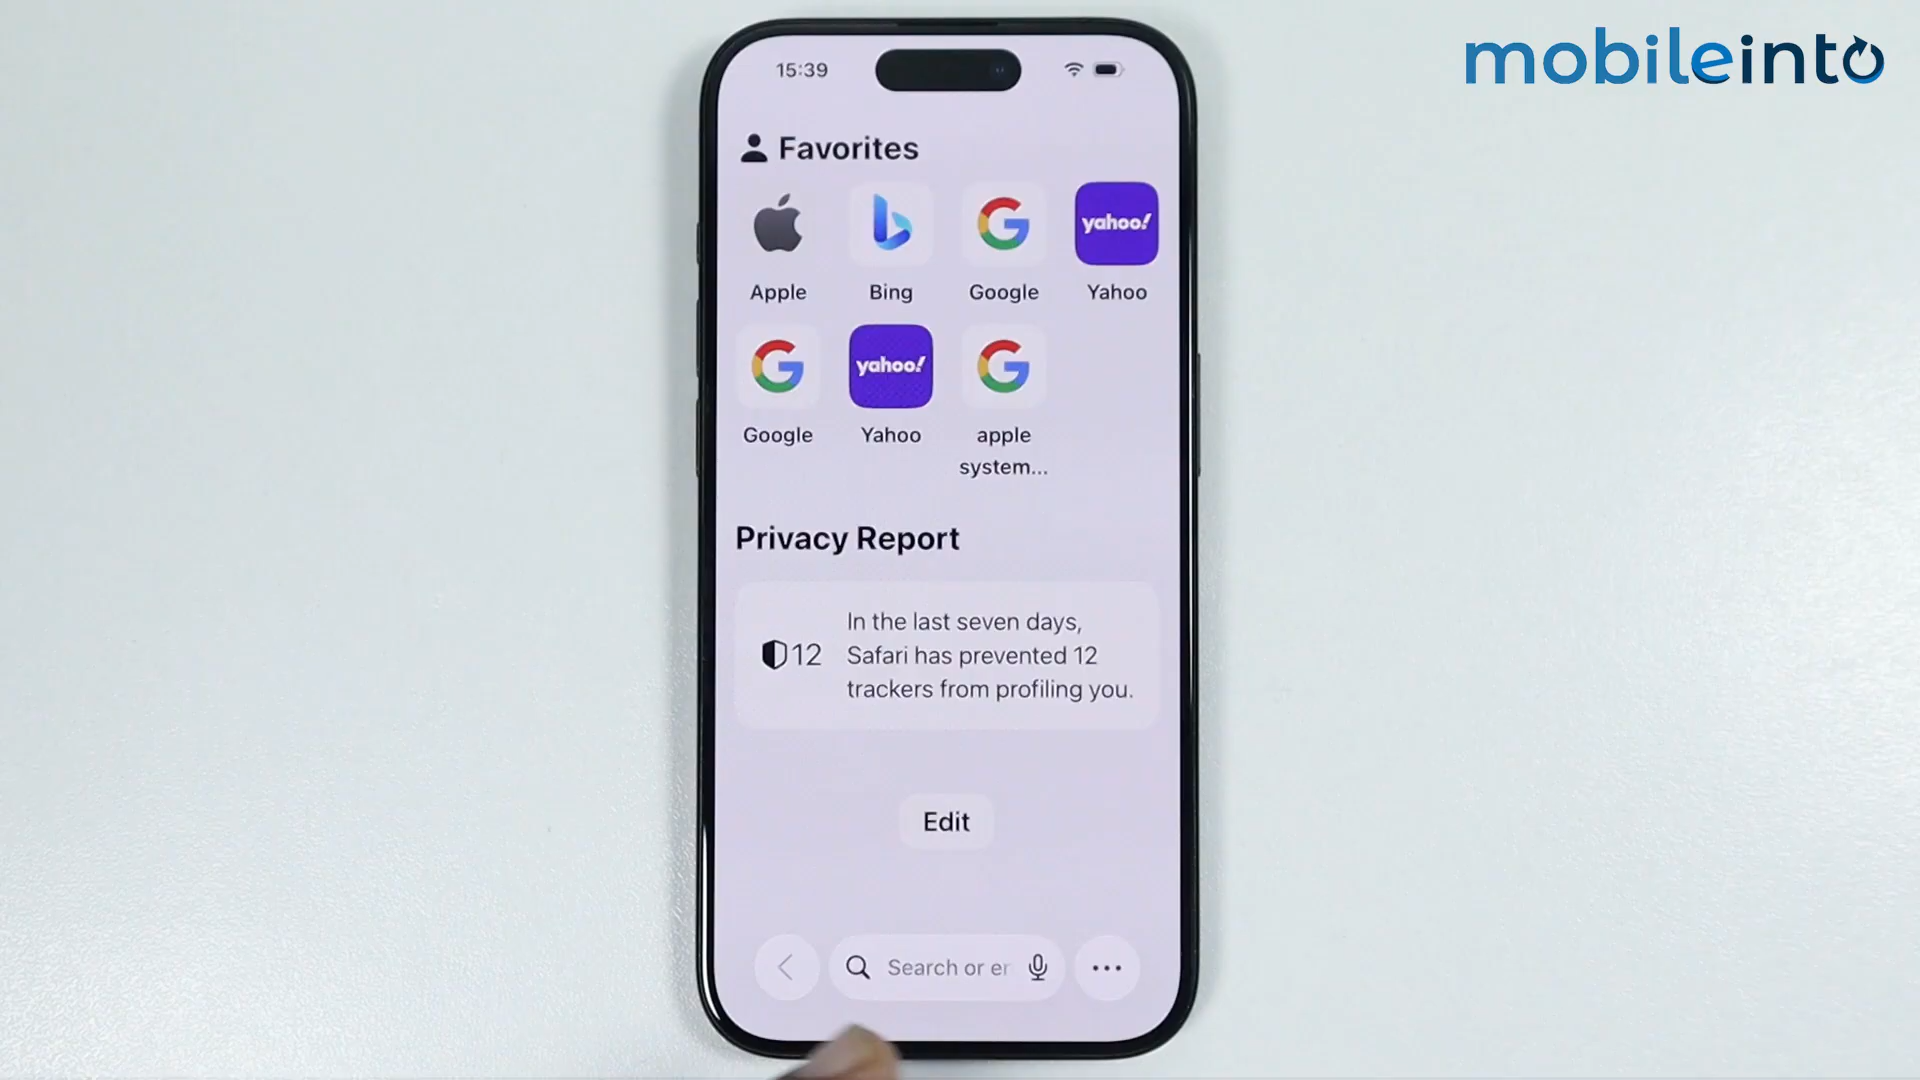 mobileinto
15:39
Favorites
yahoo!
Apple Bing Google Yahoo
yahoo!
Google Yahoo apple
system...
Privacy Report
In the last seven days,
12 Safari has prevented 12
trackers from profiling you.
Edit
Search or er